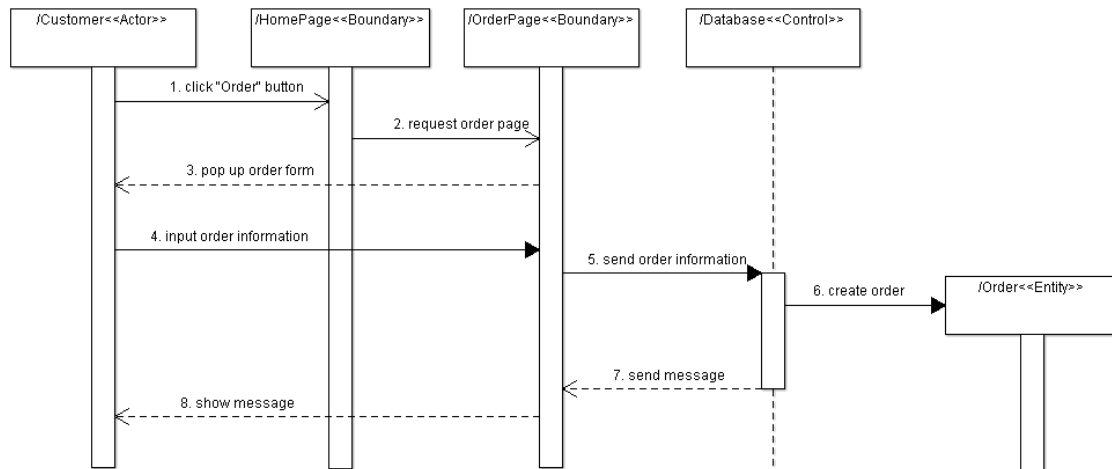 /Customer<<Actor>>
/HomePage<<Boundary>>
/OrderPage<<Boundary>>
/Database<<Control>>
1. click "Order" button
2. request order page
3. pop up order form
4. input order information
5. send order information
/Order<<Entity>>
6. create order
7. send message
8. show message